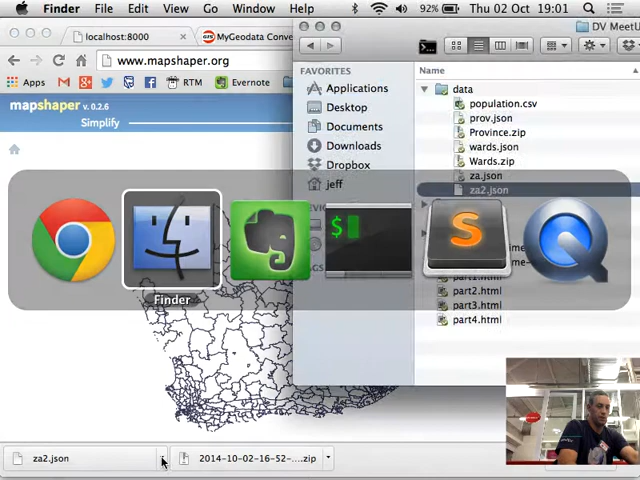 Finder File Edit View Go Window Help 92% Thu 02 Oct 19:01
localhost:8000 MyGeodata Conve
DV MeetU
www.mapshaper.org
Apps RTM Evernote
mapshaper v. 0.2.6
Simplify
FAVORITES
Applications
Desktop
Documents
Downloads
Dropbox
jeff
Name
data
population.csv
prov.json
Province.zip
wards.json
Wards.zip
za.json
za2.json
$
S
Finder
part2.html
part3.html
part4.html
za2.json
2014-10-02-16-52-....zip